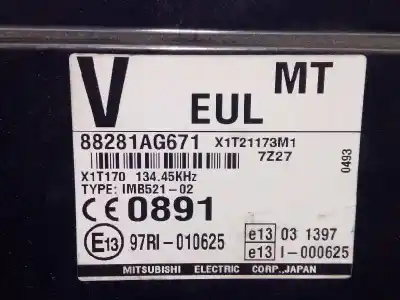 V EUL MT
88281AG671 X1T21173M1
7Z27
0493
X1T170 134.45KHz
TYPE: IMB521-02
CE 0891
E13 97RI-010625
e13 03 1397
e13 I-000625
MITSUBISHI ELECTRIC CORP.,JAPAN